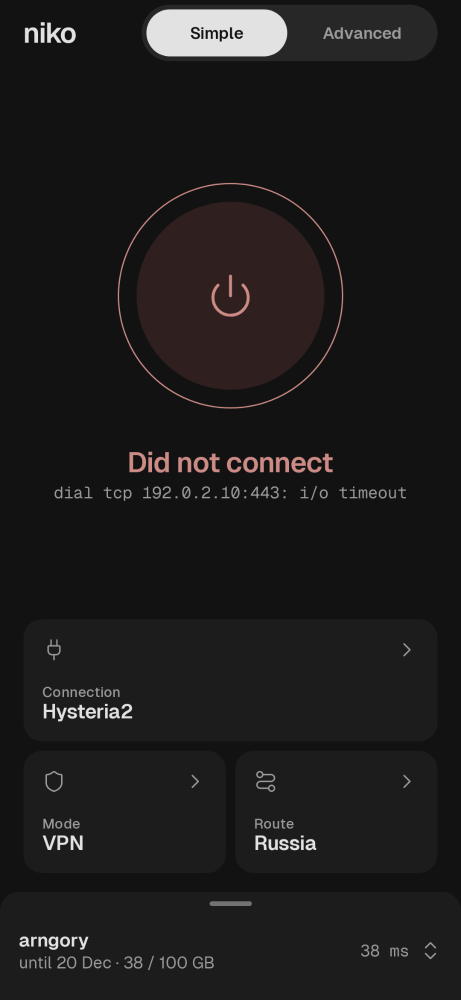 niko
Simple
Advanced
Did not connect
dial tcp 192.0.2.10:443: i/o timeout
Connection
Hysteria2
Mode
VPN
Route
Russia
arngory
until 20 Dec · 38 / 100 GB
38 ms